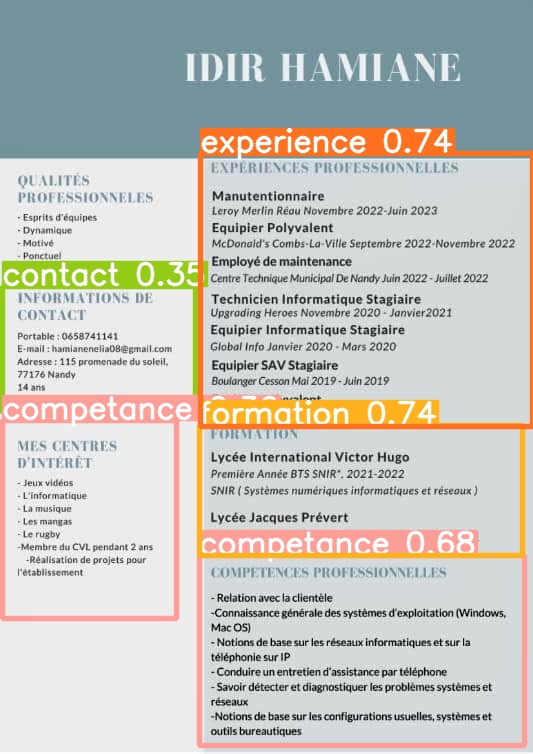 IDIR HAMIANE
experience 0.74
EXPÉRIENCES PROFESSIONNELLES
Manutentionnaire
Leroy Merlin Réau Novembre 2022-Juin 2023
Equipier Polyvalent
McDonald's Combs-La-Ville Septembre 2022-Novembre 2022
Employé de maintenance
Centre Technique Municipal De Nandy Juin 2022 - Juillet 2022
Technicien Informatique Stagiaire
Upgrading Heroes Novembre 2020 - Janvier2021
Equipier Informatique Stagiaire
Global Info Janvier 2020 - Mars 2020
Equipier SAV Stagiaire
Boulanger Cesson Mai 2019 - Juin 2019
QUALITÉS
PROFESSIONNELES
- Esprits d'équipes
- Dynamique
- Motivé
- Ponctuel
contact 0.35
INFORMATIONS DE
CONTACT
Portable : 0658741141
E-mail : hamianenelia08@gmail.com
Adresse : 115 promenade du soleil,
77176 Nandy
14 ans
competance
MES CENTRES
D'INTÉRÊT
- Jeux vidéos
- L'informatique
- La musique
- Les mangas
- Le rugby
-Membre du CVL pendant 2 ans
-Réalisation de projets pour
l'établissement
formation 0.74
FORMATION
Lycée International Victor Hugo
Première Année BTS SNIR*, 2021-2022
SNIR ( Systèmes numériques informatiques et réseaux )
Lycée Jacques Prévert
competance 0.68
COMPETENCES PROFESSIONNELLES
- Relation avec la clientèle
-Connaissance générale des systèmes d'exploitation (Windows,
Mac OS)
- Notions de base sur les réseaux informatiques et sur la
téléphonie sur IP
- Conduire un entretien d'assistance par téléphone
- Savoir détecter et diagnostiquer les problèmes systèmes et
réseaux
-Notions de base sur les configurations usuelles, systèmes et
outils bureautiques